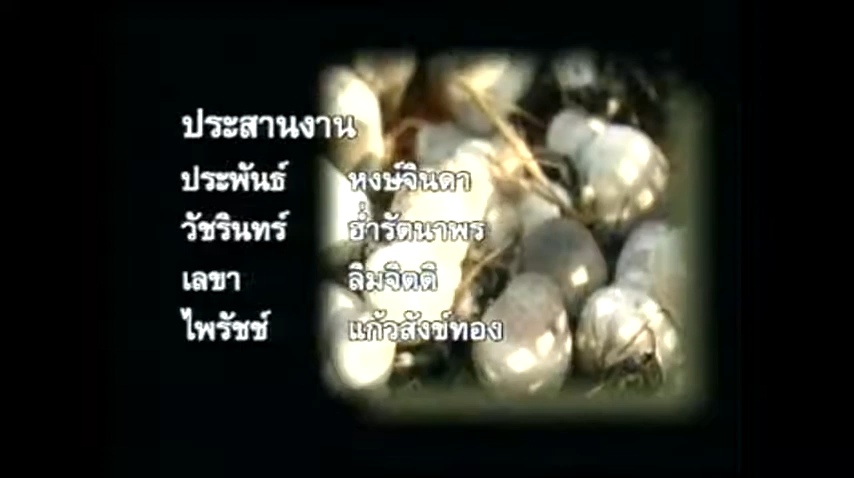 ประสานงาน
ประพันธ์ หงษ์จินดา
วัชรินทร์ ฮ่ำรัตนาพร
เลขา ลิมจิตติ
ไพรัชช์ แก้วสังข์ทอง